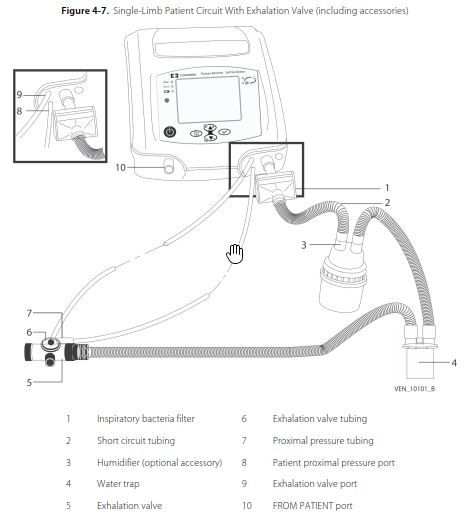 Figure 4-7. Single-Limb Patient Circuit With Exhalation Valve (including accessories)
9
8
10
COVIDIEN
1
2
3
7
6
5
4
VEN_10101_B
1 Inspiratory bacteria filter 6 Exhalation valve tubing
2 Short circuit tubing 7 Proximal pressure tubing
3 Humidifier (optional accessory) 8 Patient proximal pressure port
4 Water trap 9 Exhalation valve port
5 Exhalation valve 10 FROM PATIENT port